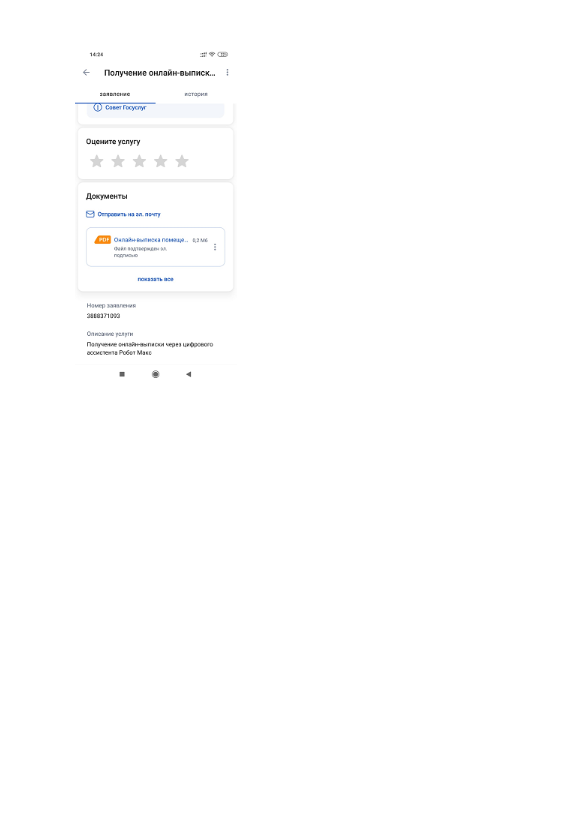 14:24
Получение онлайн-выписк...
заявление
история
Совет Госуслуг
Оцените услугу
Документы
Отправить на эл. почту
PDF Онлайн-выписка помеще... 0,2 Мб
Файл подтвержден эл.
подписью
показать все
Номер заявления
3888371093
Описание услуги
Получение онлайн-выписки через цифрового
ассистента Робот Макс